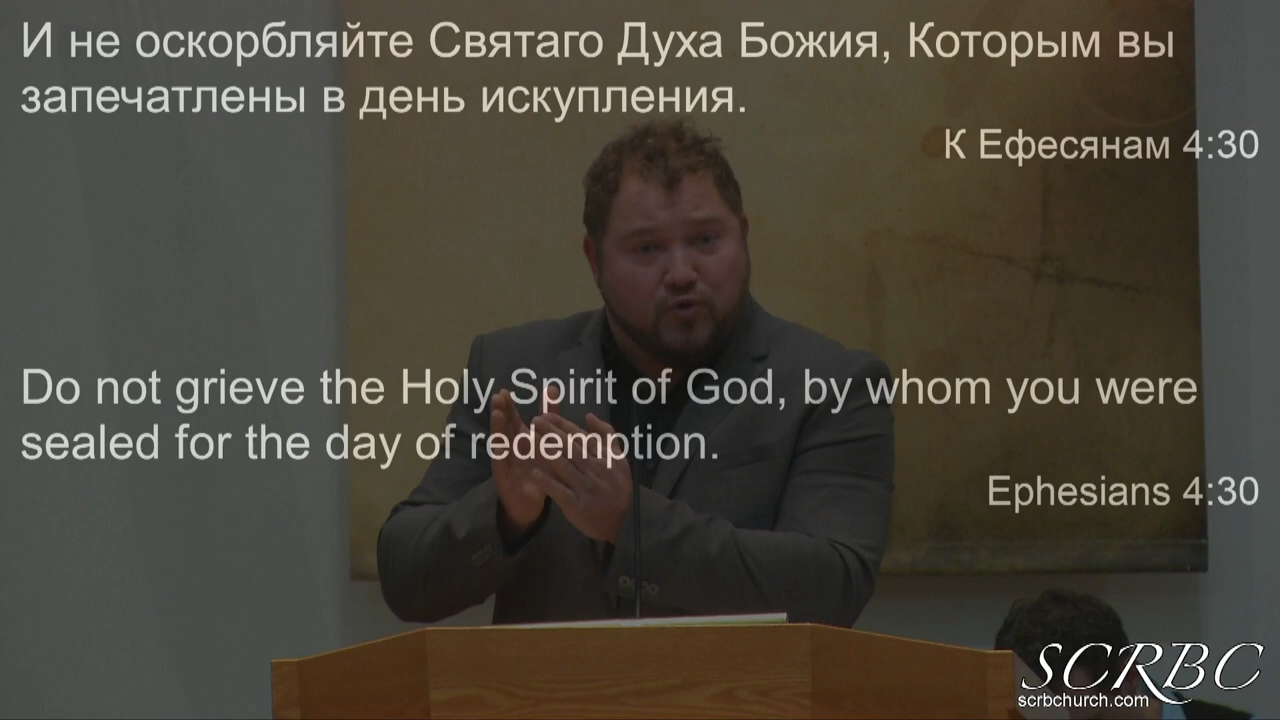 И не оскорбляйте Святаго Духа Божия, Которым вы
запечатлены в день искупления.
К Ефесянам 4:30
Do not grieve the Holy Spirit of God, by whom you were
sealed for the day of redemption.
Ephesians 4:30
SCRBC
scrbchurch.com